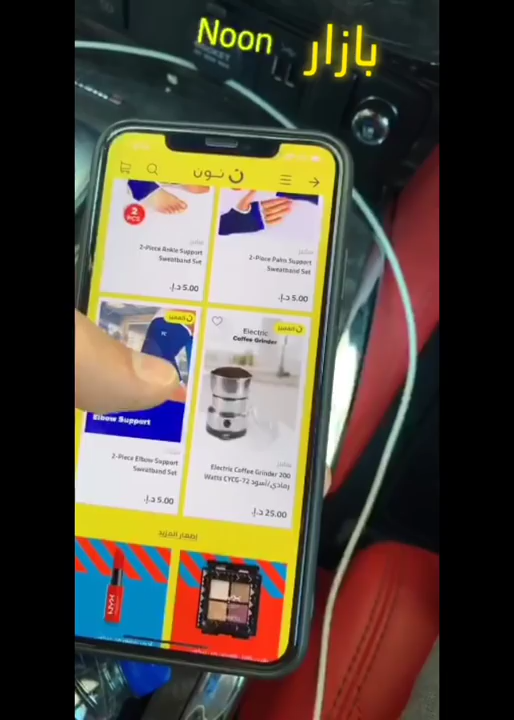 Noon بازار
نون
2 PCS
2-Piece Ankle Support
Sweatband Set
5.00 د.إ.
2-Piece Palm Support
Sweatband Set
5.00 د.إ.
Elbow Support
2-Piece Elbow Support
Sweatband Set
5.00 د.إ.
Electric
Coffee Grinder
Electric Coffee Grinder 200
Watts CYCG-72 رمادي/أسود
25.00 د.إ.
إظهار المزيد
NYX